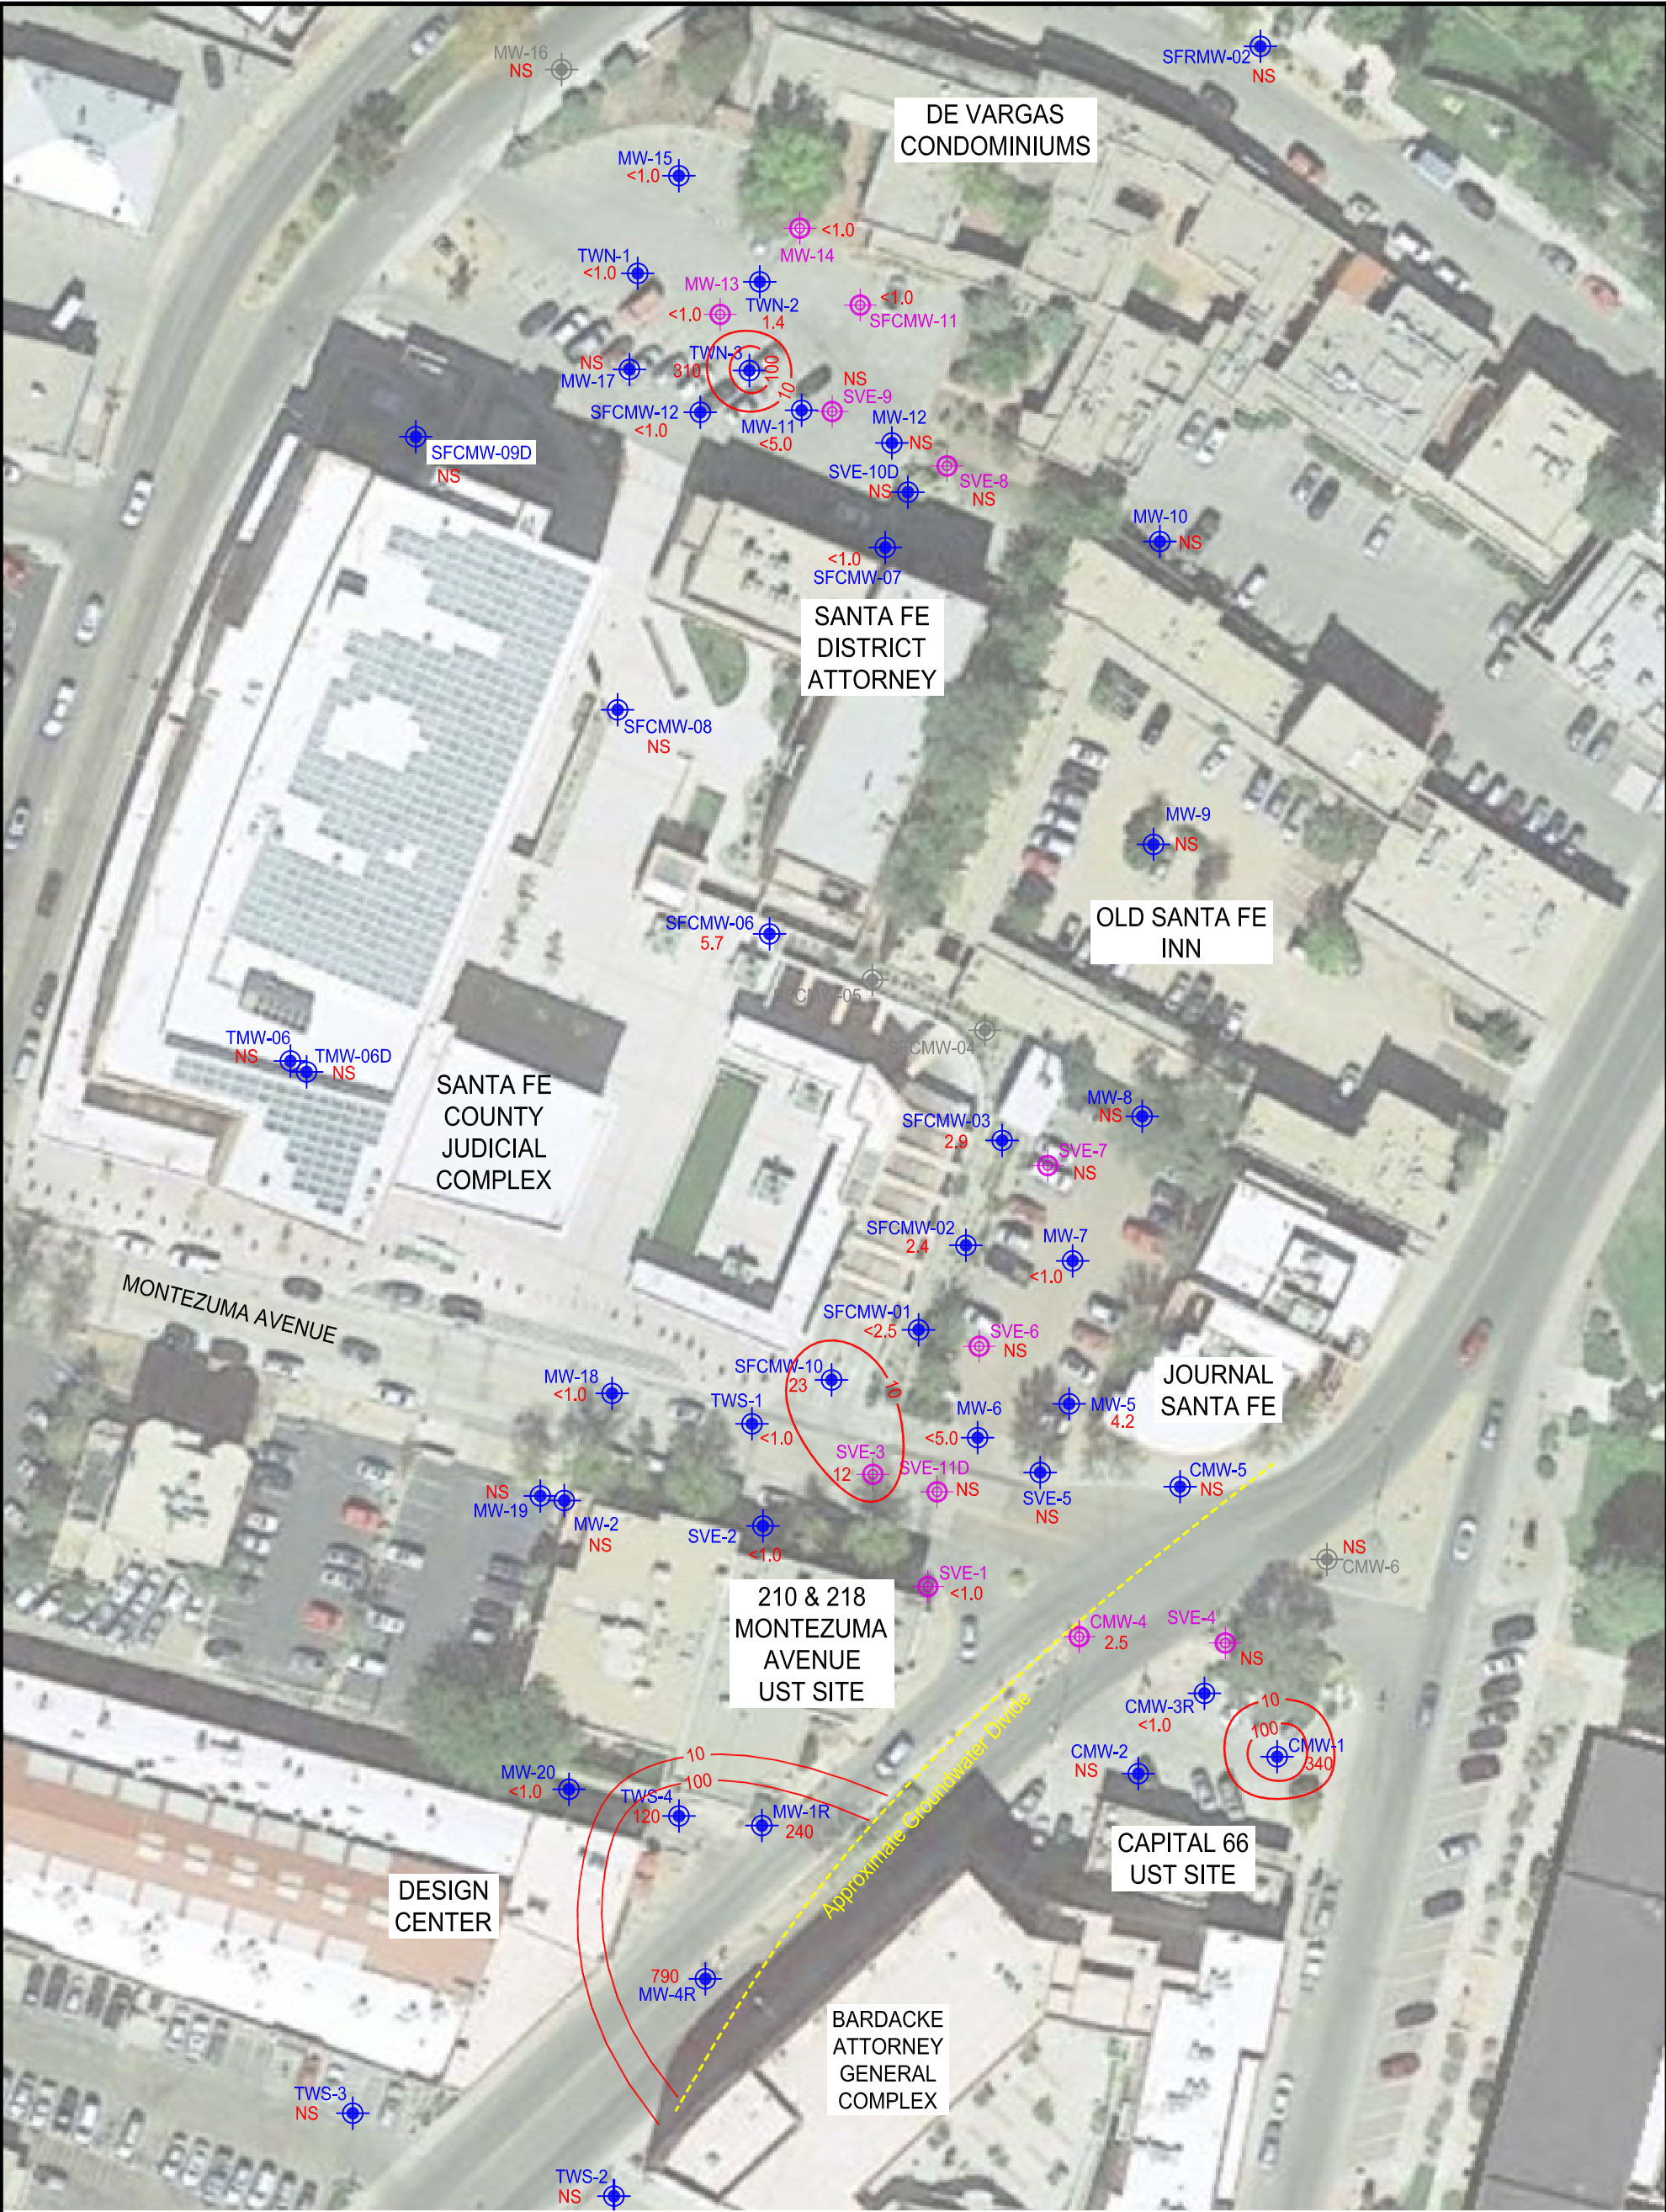 MW-16
NS
SFRMW-02
NS
DE VARGAS
CONDOMINIUMS
MW-15
<1.0
<1.0
MW-14
TWN-1
<1.0
MW-13
<1.0
TWN-2
1.4
<1.0
SFCMW-11
TWN-3
310
100
10
NS
MW-17
NS
SVE-9
SFCMW-12
<1.0
MW-11
<5.0
MW-12
NS
SFCMW-09D
NS
SVE-10D
NS
SVE-8
NS
MW-10
NS
<1.0
SFCMW-07
SANTA FE
DISTRICT
ATTORNEY
SFCMW-08
NS
MW-9
NS
SFCMW-06
5.7
OLD SANTA FE
INN
SFCMW-05
SFCMW-04
TMW-06
NS
TMW-06D
NS
SANTA FE
COUNTY
JUDICIAL
COMPLEX
MW-8
NS
SFCMW-03
2.9
SVE-7
NS
SFCMW-02
2.4
MW-7
<1.0
MONTEZUMA AVENUE
SFCMW-01
<2.5
SVE-6
NS
SFCMW-10
23
10
MW-18
<1.0
TWS-1
<1.0
JOURNAL
SANTA FE
MW-5
4.2
MW-6
<5.0
SVE-3
12
SVE-11D
NS
SVE-5
NS
CMW-5
NS
NS
MW-19
MW-2
NS
SVE-2
<1.0
NS
CMW-6
SVE-1
<1.0
210 & 218
MONTEZUMA
AVENUE
UST SITE
CMW-4
2.5
SVE-4
NS
CMW-3R
<1.0
10
100
CMW-1
340
CMW-2
NS
Approximate Groundwater Divide
10
100
MW-20
<1.0
TWS-4
120
MW-1R
240
CAPITAL 66
UST SITE
DESIGN
CENTER
790
MW-4R
BARDACKE
ATTORNEY
GENERAL
COMPLEX
TWS-3
NS
TWS-2
NS